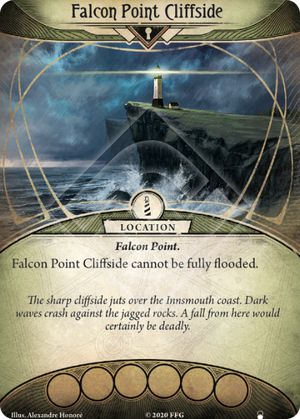 Falcon Point Cliffside
LOCATION
Falcon Point.
Falcon Point Cliffside cannot be fully flooded.
The sharp cliffside juts over the Innsmouth coast. Dark
waves crash against the jagged rocks. A fall from here would
certainly be deadly.
Illus. Alexandre Honoré
© 2020 FFG